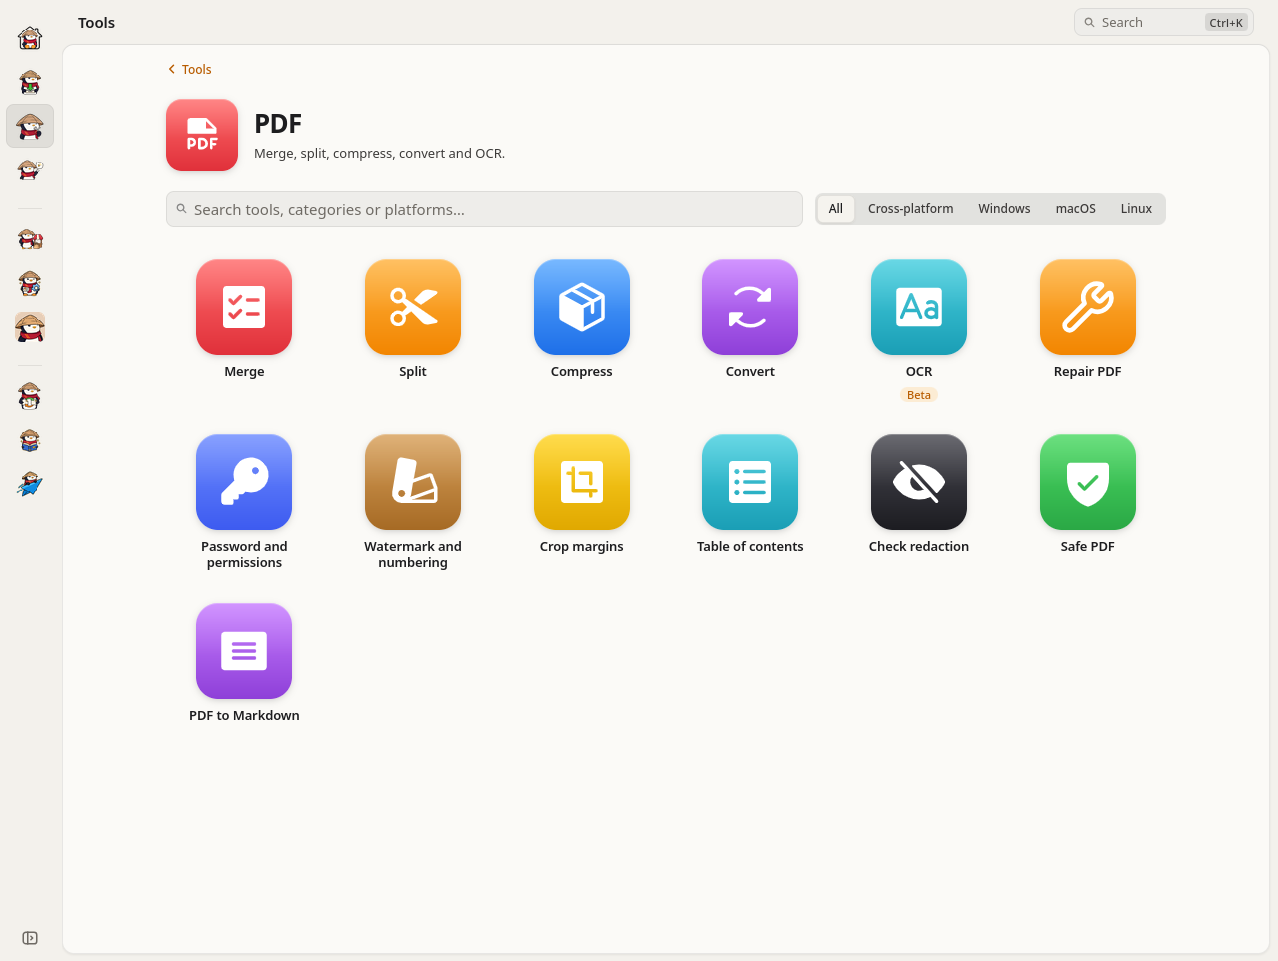 Tools
Search
Ctrl+K
Tools
PDF
PDF
Merge, split, compress, convert and OCR.
Search tools, categories or platforms...
All
Cross-platform
Windows
macOS
Linux
Aa
Merge
Split
Compress
Convert
OCR
Repair PDF
Beta
Password and
permissions
Watermark and
numbering
Crop margins
Table of contents
Check redaction
Safe PDF
PDF to Markdown